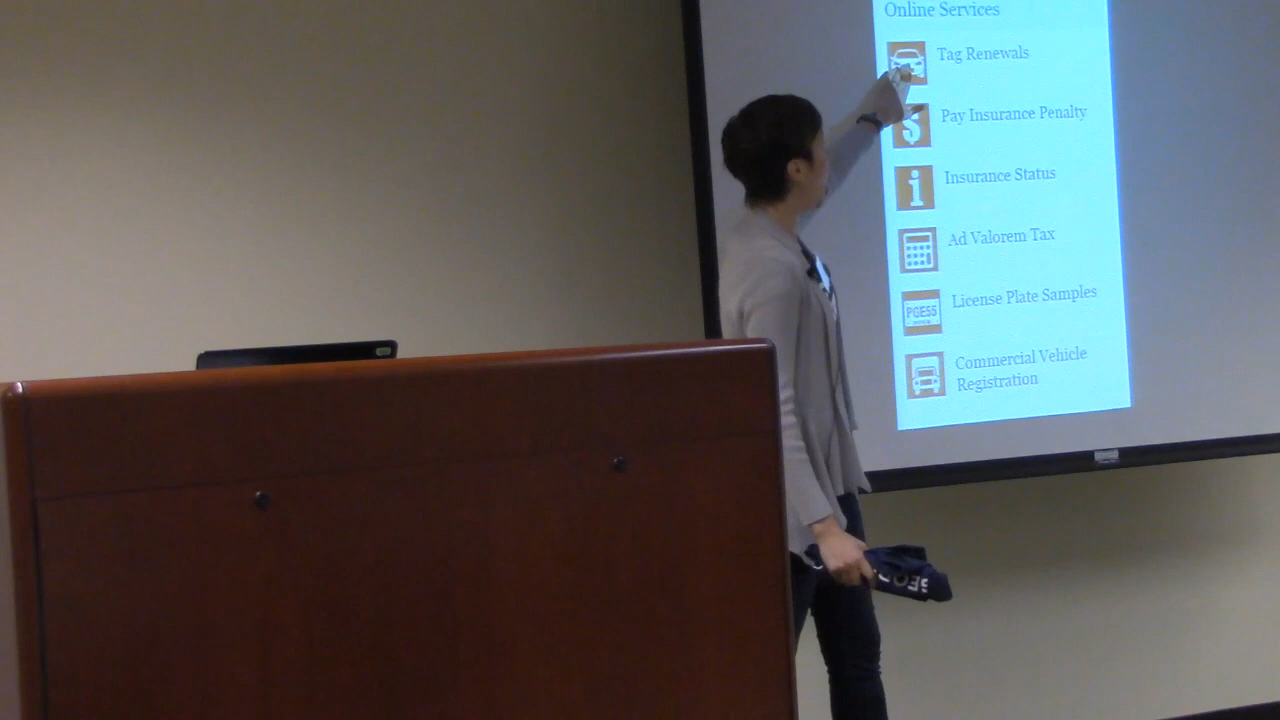 Online Services
Tag Renewals
Pay Insurance Penalty
Insurance Status
Ad Valorem Tax
License Plate Samples
PGE55
Commercial Vehicle
Registration